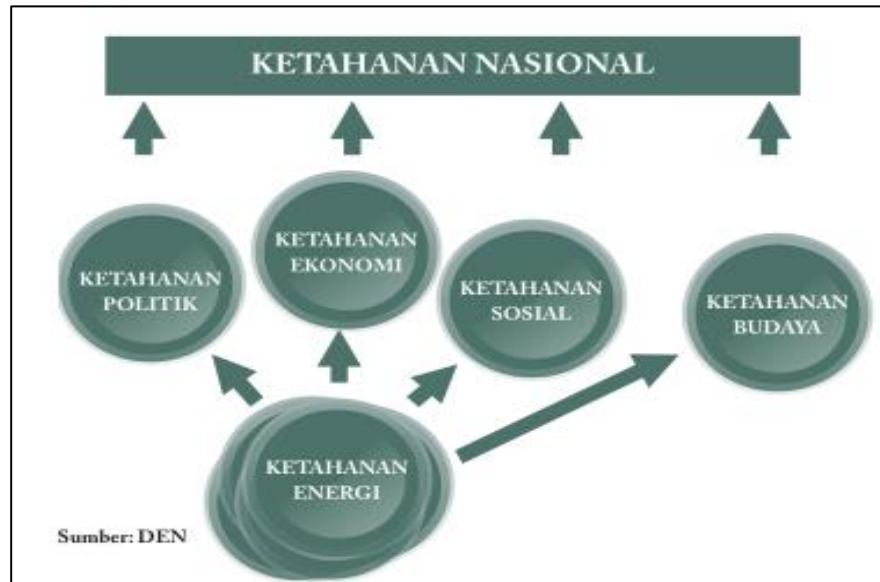 KETAHANAN NASIONAL
KETAHANAN
POLITIK
KETAHANAN
EKONOMI
KETAHANAN
SOSIAL
KETAHANAN
BUDAYA
KETAHANAN
ENERGI
Sumber: DEN